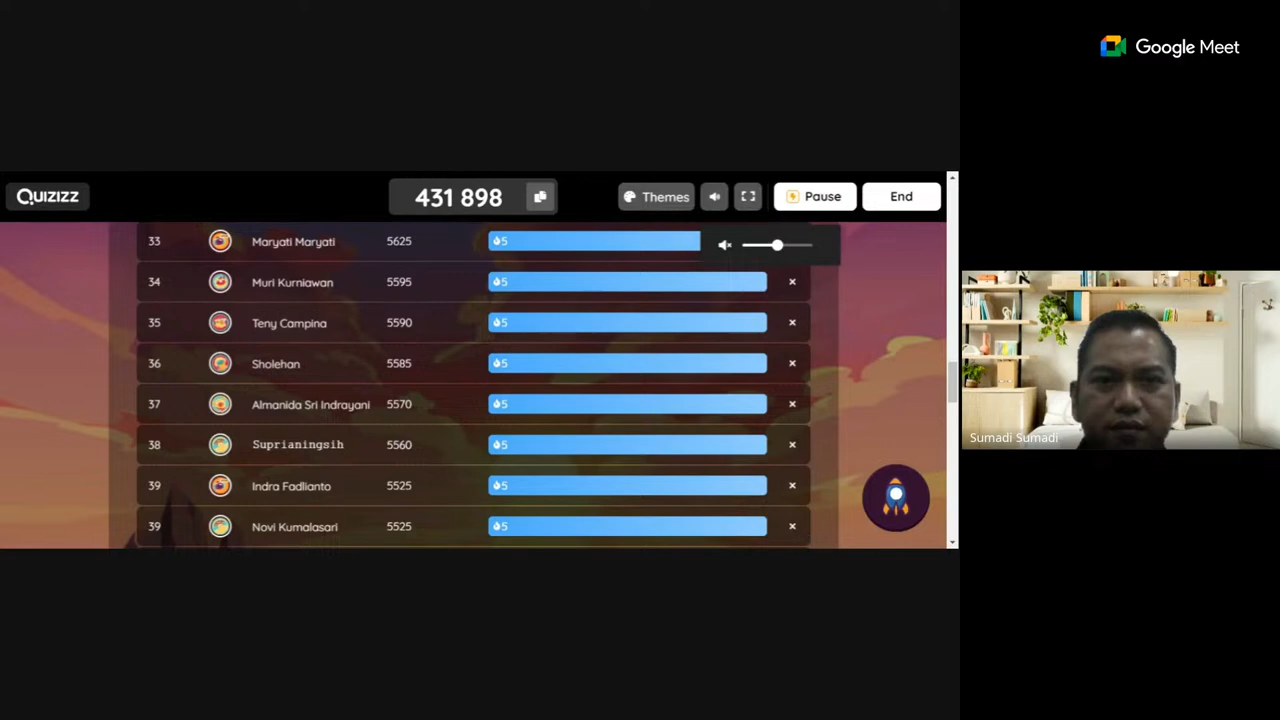 Google Meet
QUIZIZZ
431 898
Themes
Pause
End
33 Maryati Maryati 5625 5
34 Muri Kurniawan 5595 5
35 Teny Campina 5590 5
36 Sholehan 5585 5
37 Almanida Sri Indrayani 5570 5
38 Suprianingsih 5560 5
39 Indra Fadlianto 5525 5
39 Novi Kumalasari 5525 5
Sumadi Sumadi